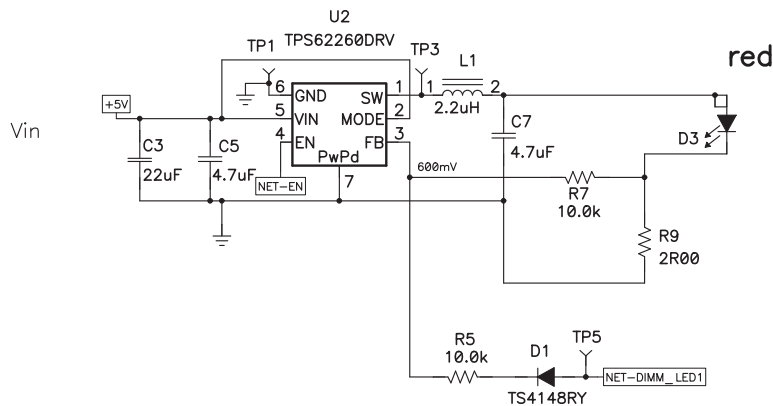 U2
TPS62260DRV
TP1
TP3
L1
red
6 GND SW 1
1 2
2.2uH
+5V
5 VIN MODE 2
Vin
4 EN FB 3
PwPd
C3
22uF
C5
4.7uF
C7
4.7uF
D3
NET-EN
7
600mV
R7
10.0k
R9
2R00
R5
10.0k
D1
TS4148RY
TP5
NET-DIMM_LED1